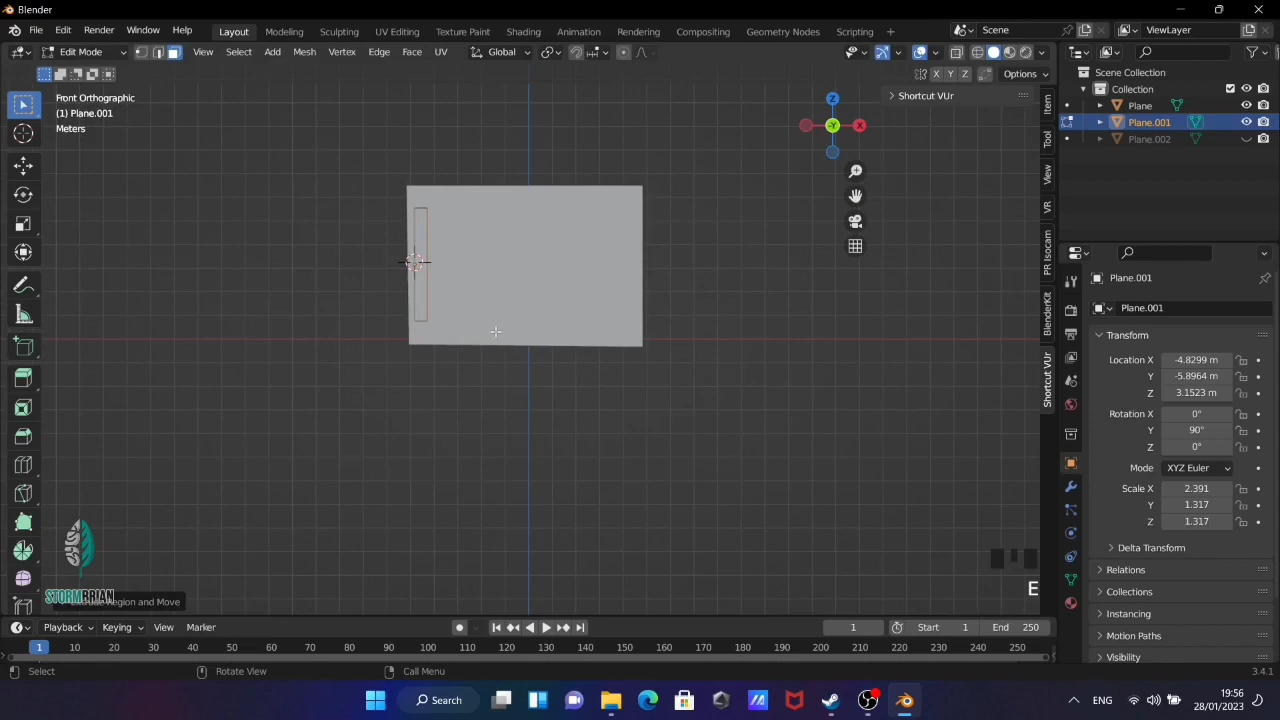 Blender
File Edit Render Window Help Layout Modeling Sculpting UV Editing Texture Paint Shading Animation Rendering Compositing Geometry Nodes Scripting + Scene ViewLayer
Edit Mode View Select Add Mesh Vertex Edge Face UV Global
X Y Z Options
Front Orthographic
(1) Plane.001
Meters
Shortcut VUr
Z
-Y X
Item
Tool
View
VR
PR Isocam
BlenderKit
Shortcut VUr
Scene Collection
Collection
Plane
Plane.001
Plane.002
Plane.001
Plane.001
Transform
Location X -4.8299 m
Y -5.8964 m
Z 3.1523 m
Rotation X 0°
Y 90°
Z 0°
Mode XYZ Euler
Scale X 2.391
Y 1.317
Z 1.317
Delta Transform
Relations
Collections
Instancing
Motion Paths
Visibility
E
STORMBRIAN
Extrude Region and Move
Playback Keying View Marker 1 Start 1 End 250
1 10 20 30 40 50 60 70 80 90 100 110 120 130 140 150 160 170 180 190 200 210 220 230 240 250
Select Rotate View Call Menu 3.4.1
Search ENG 19:56
28/01/2023